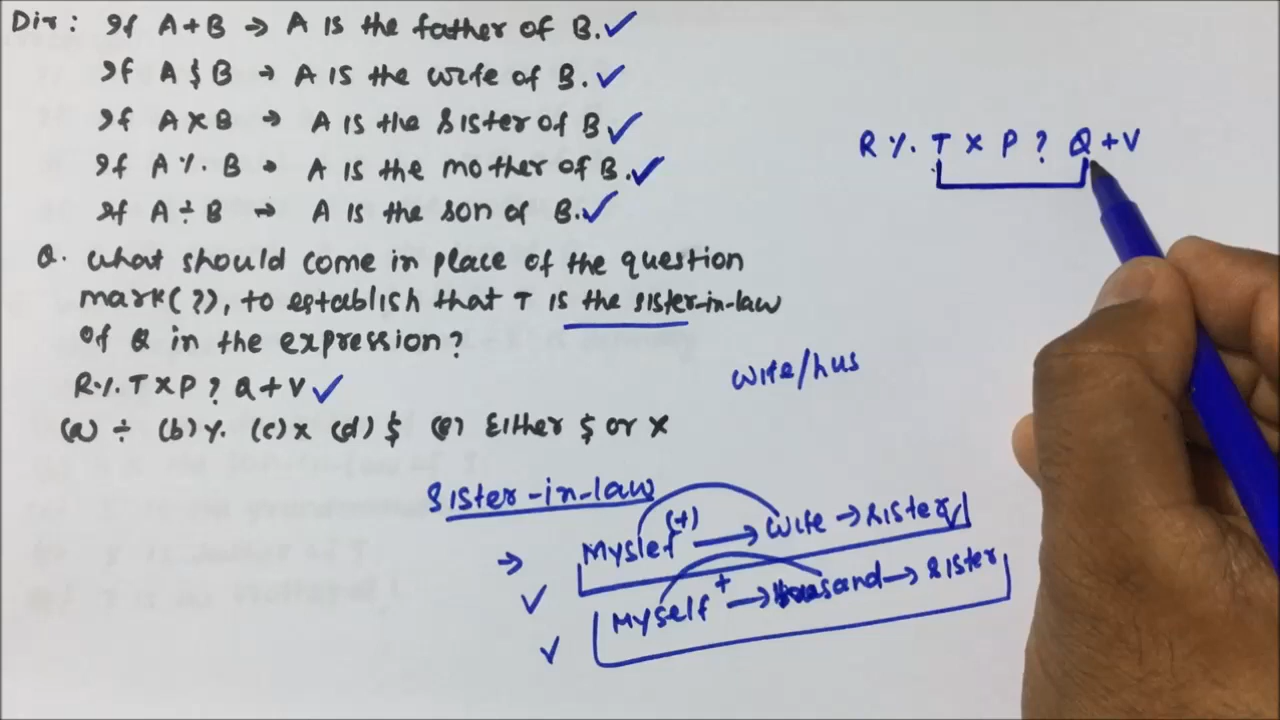 Dir: If A + B → A is the father of B. ✓
If A $ B → A is the wife of B. ✓
If A × B → A is the sister of B ✓
If A % B → A is the mother of B. ✓
If A ÷ B → A is the son of B. ✓
Q. What should come in place of the question
mark(?), to establish that T is the sister-in-law
of Q in the expression?
R % T × P ? Q + V ✓
(a) ÷ (b) % (c) × (d) $ (e) Either $ or ×
R % T × P ? Q + V
wife/hus
Sister-in-law
→ Myslef (+) → wife → sister
✓
Myself + → husand → sister
✓